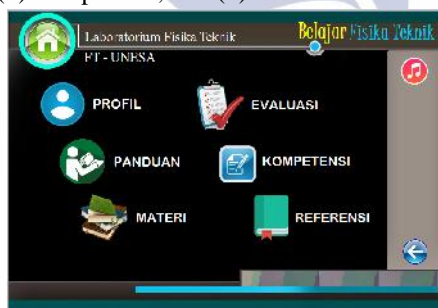 Laboratorium Fisika Teknik
Belajar Fisika Teknik
FT - UNESA
PROFIL
EVALUASI
PANDUAN
KOMPETENSI
MATERI
REFERENSI